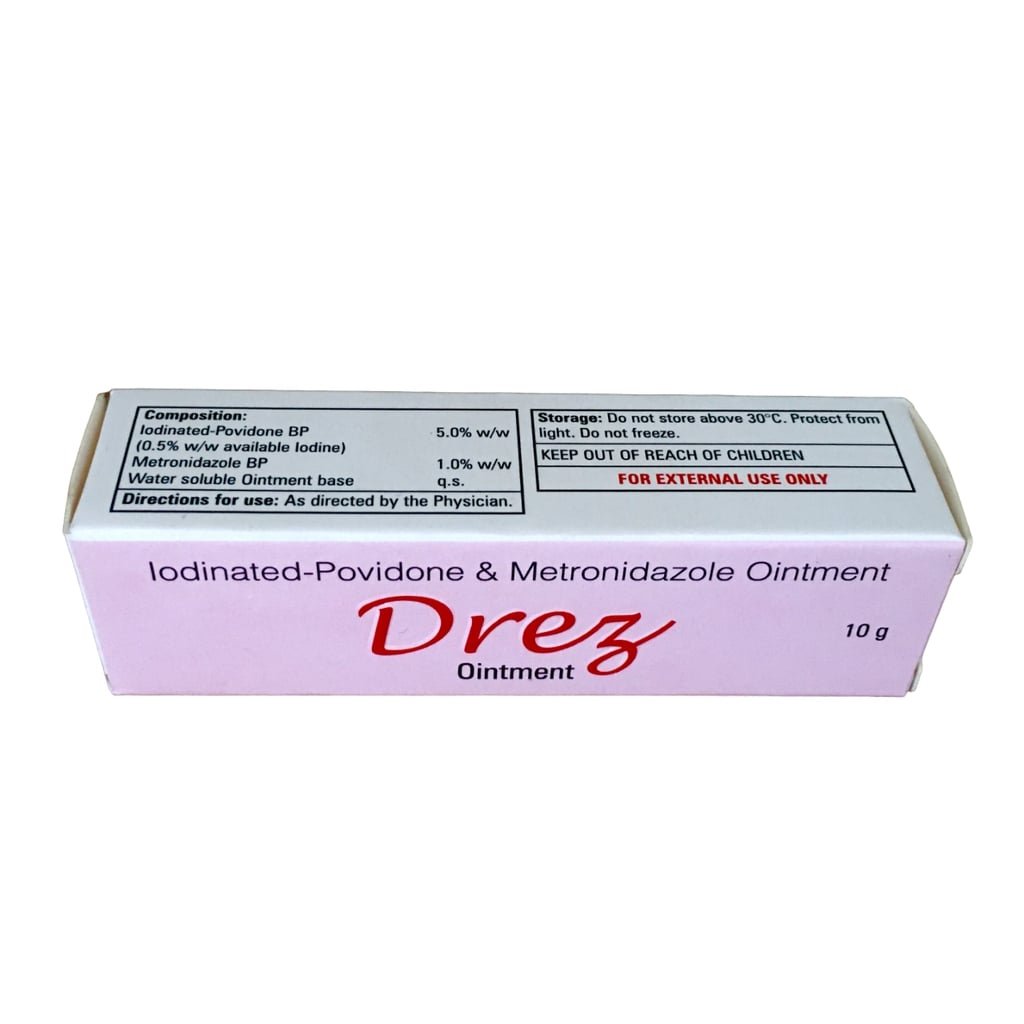 Composition:
Iodinated-Povidone BP 5.0% w/w
(0.5% w/w available Iodine)
Metronidazole BP 1.0% w/w
Water soluble Ointment base q.s.
Directions for use: As directed by the Physician.
Storage: Do not store above 30°C. Protect from
light. Do not freeze.
KEEP OUT OF REACH OF CHILDREN
FOR EXTERNAL USE ONLY
Iodinated-Povidone & Metronidazole Ointment
Drez
Ointment
10 g